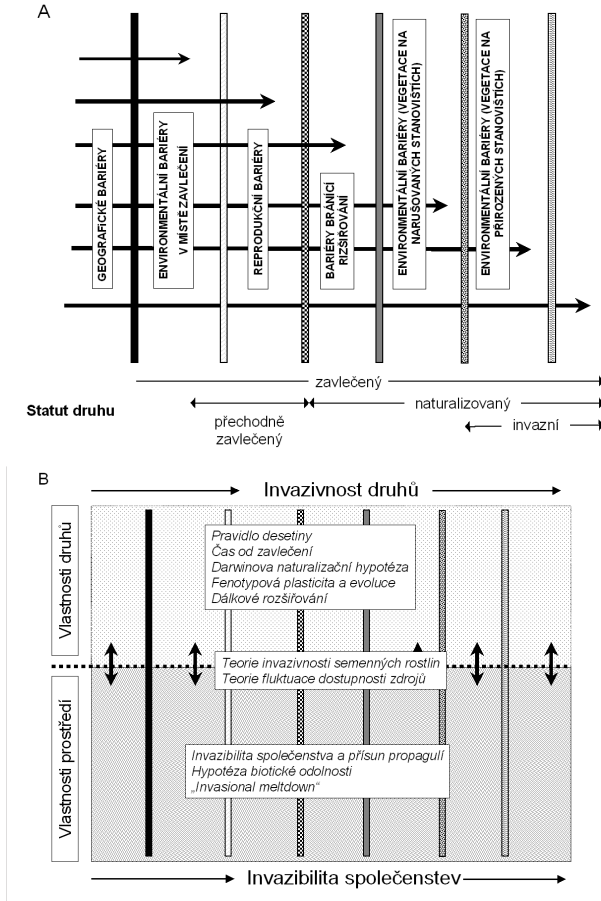 A
GEOGRAFICKÉ BARIÉRY
ENVIRONMENTÁLNÍ BARIÉRY
V MÍSTĚ ZAVLEČENÍ
REPRODUKČNÍ BARIÉRY
BARIÉRY BRÁNÍCÍ
RIZŠIROVÁNÍ
ENVIRONMENTÁLNÍ BARIÉRY (VEGETACE NA
NARUŠOVANÝCH STANOVIŠTÍCH)
ENVIRONMENTÁLNÍ BARIÉRY (VEGETACE NA
PŘIROZENÝCH STANOVIŠTÍCH)
Statut druhu
zavlečený
přechodně
zavlečený
naturalizovaný
invazní
B
Invazivnost druhů
Vlastnosti druhů
Pravidlo desetiny
Čas od zavlečení
Darwinova naturalizační hypotéza
Fenotypová plasticita a evoluce
Dálkové rozšiřování
Teorie invazivnosti semenných rostlin
Teorie fluktuace dostupnosti zdrojů
Vlastnosti prostředí
Invazibilita společenstva a přísun propagulí
Hypotéza biotické odolnosti
„Invasional meltdown“
Invazibilita společenstev